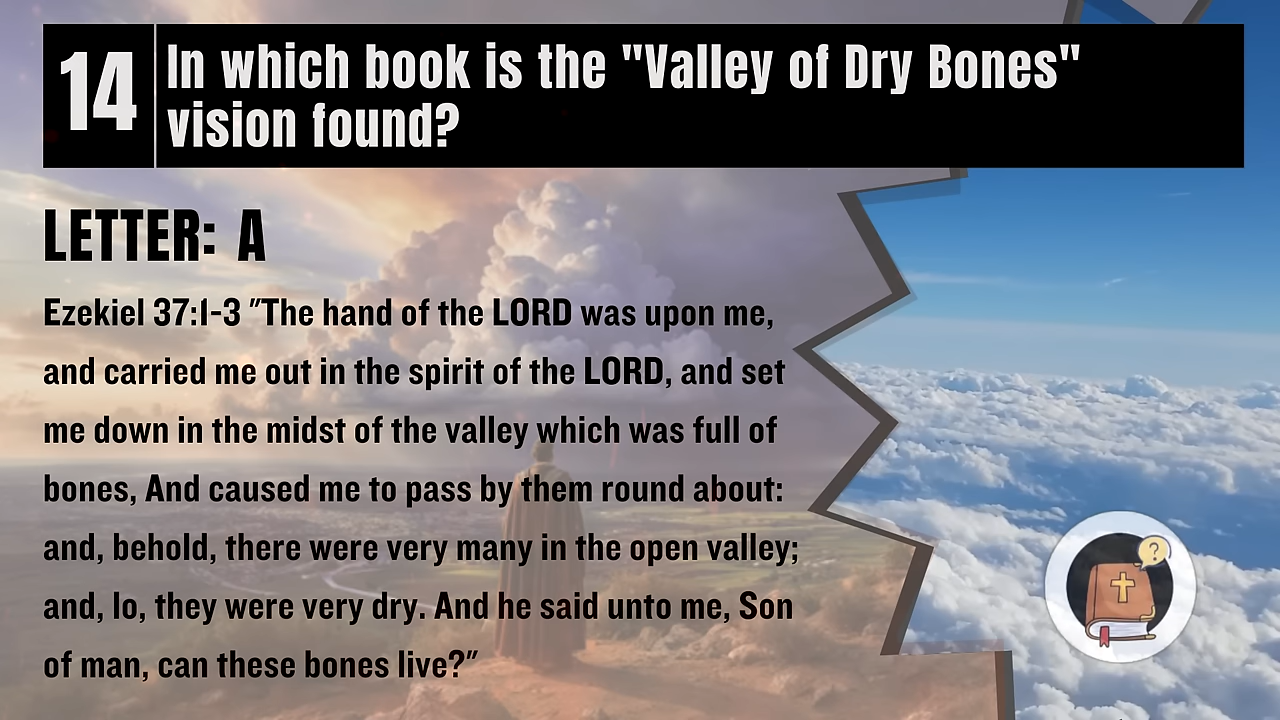 14
In which book is the "Valley of Dry Bones"
vision found?
LETTER: A
Ezekiel 37:1-3 "The hand of the LORD was upon me,
and carried me out in the spirit of the LORD, and set
me down in the midst of the valley which was full of
bones, And caused me to pass by them round about:
and, behold, there were very many in the open valley;
and, lo, they were very dry. And he said unto me, Son
of man, can these bones live?"
?